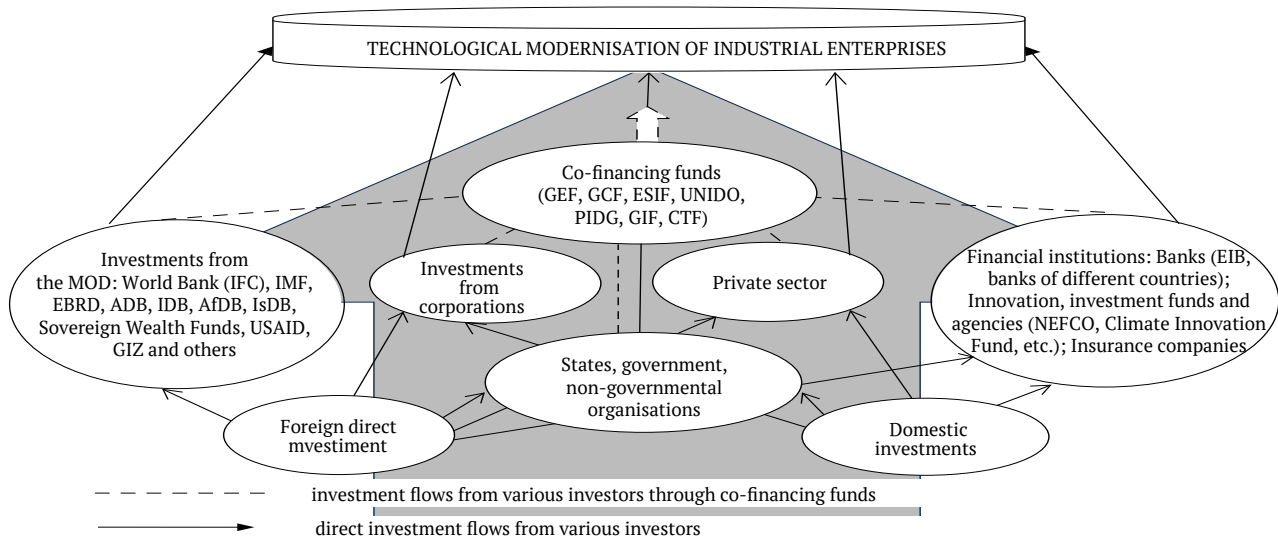 TECHNOLOGICAL MODERNISATION OF INDUSTRIAL ENTERPRISES
Co-financing funds
(GEF, GCF, ESIF, UNIDO,
PIDG, GIF, CTF)
Investments from
the MOD: World Bank (IFC), IMF,
EBRD, ADB, IDB, AfDB, IsDB,
Sovereign Wealth Funds, USAID,
GIZ and others
Investments
from
corporations
Private sector
Financial institutions: Banks (EIB,
banks of different countries);
Innovation, investment funds and
agencies (NEFCO, Climate Innovation
Fund, etc.); Insurance companies
States, government,
non-governmental
organisations
Foreign direct
mvestiment
Domestic
investments
investment flows from various investors through co-financing funds
direct investment flows from various investors